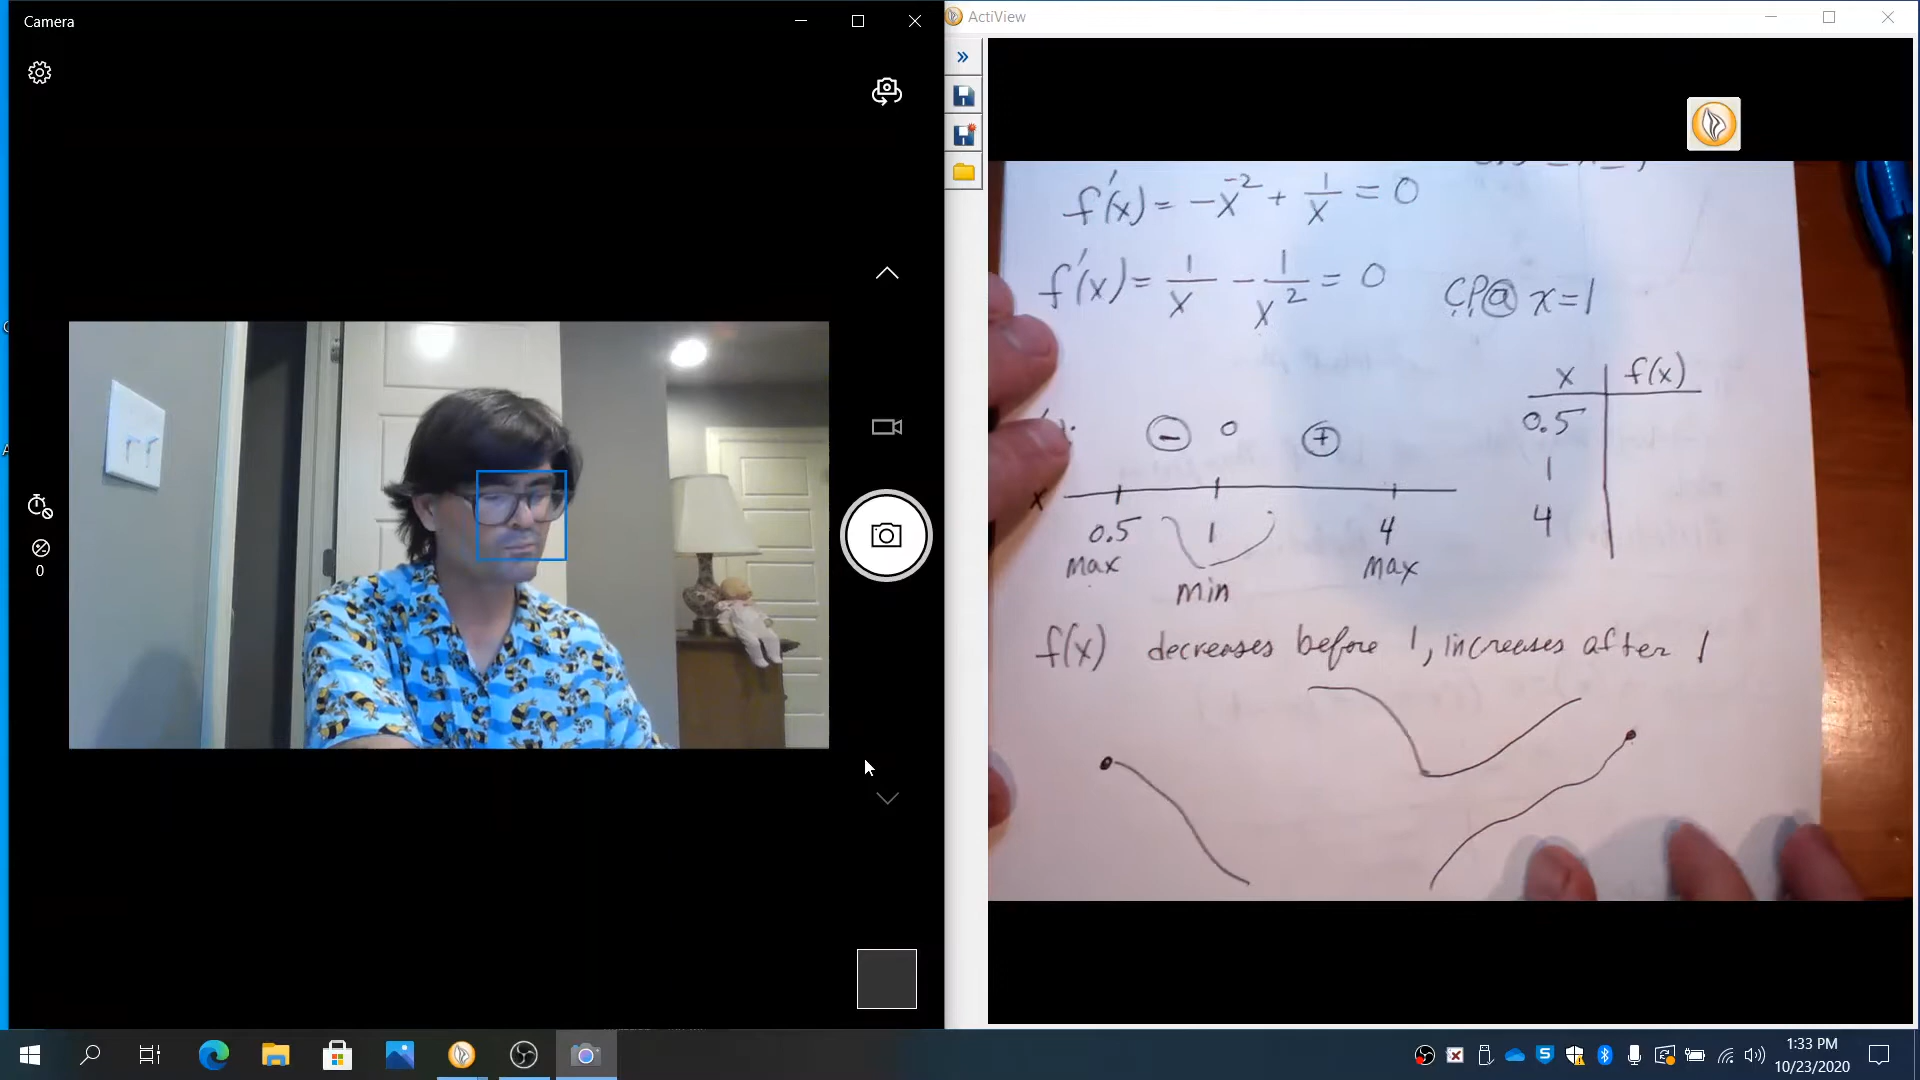 Camera
0
ActiView
f'(x) = -x^-2 + 1/x = 0
f'(x) = 1/x - 1/x^2 = 0 CP@ x=1
x f(x)
0.5
1
4
- 0 +
x
0.5 1 4
max min max
f(x) decreases before 1, increases after 1
1:33 PM
10/23/2020